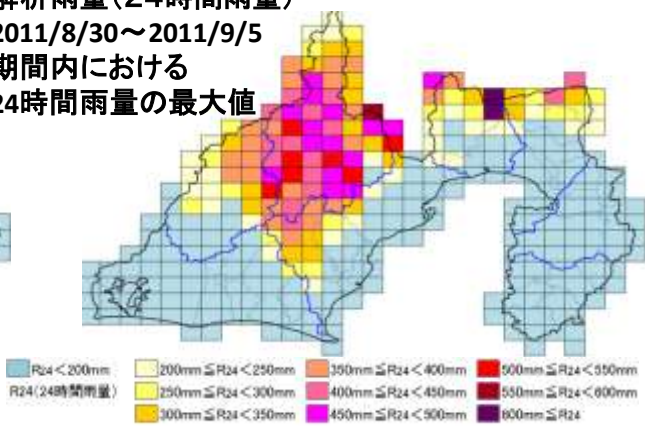 解析雨量(24時間雨量)
2011/8/30～2011/9/5
期間内における
24時間雨量の最大値
R24<200mm 200mm≦R24<250mm 350mm≦R24<400mm 500mm≦R24<550mm
R24(24時間雨量) 250mm≦R24<300mm 400mm≦R24<450mm 550mm≦R24<600mm
300mm≦R24<350mm 450mm≦R24<500mm 600mm≦R24